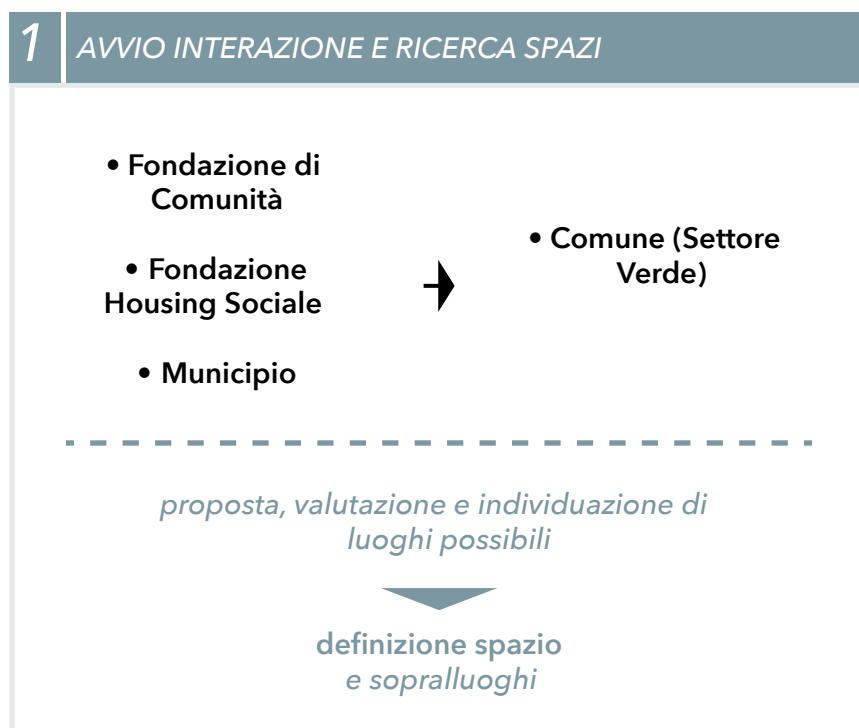 1 AVVIO INTERAZIONE E RICERCA SPAZI
• Fondazione di
Comunità
• Fondazione
Housing Sociale
• Municipio
• Comune (Settore
Verde)
proposta, valutazione e individuazione di
luoghi possibili
definizione spazio
e sopralluoghi